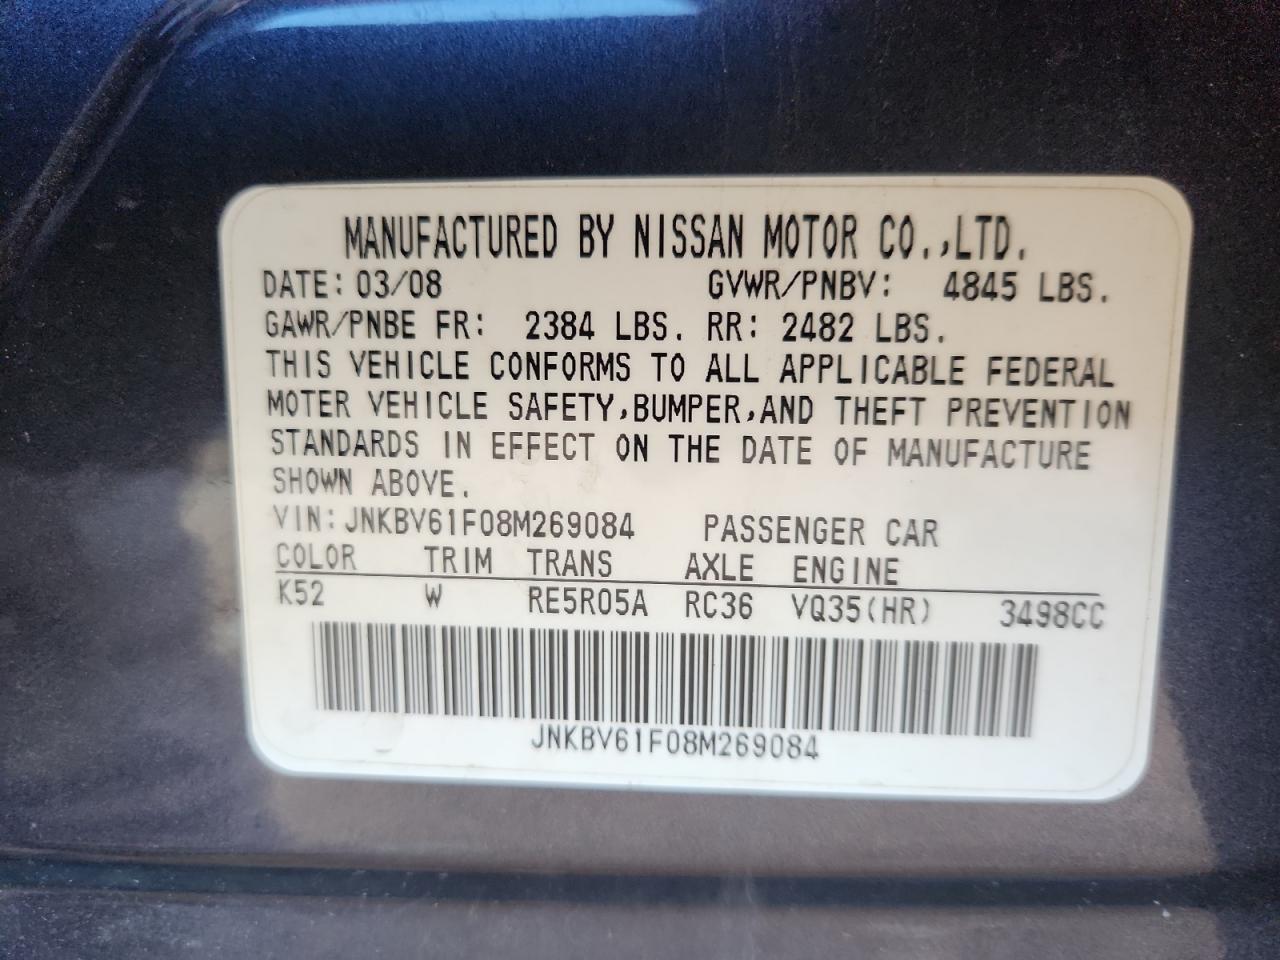 MANUFACTURED BY NISSAN MOTOR CO.,LTD.
DATE: 03/08 GVWR/PNBV: 4845 LBS.
GAWR/PNBE FR: 2384 LBS. RR: 2482 LBS.
THIS VEHICLE CONFORMS TO ALL APPLICABLE FEDERAL
MOTER VEHICLE SAFETY,BUMPER,AND THEFT PREVENTION
STANDARDS IN EFFECT ON THE DATE OF MANUFACTURE
SHOWN ABOVE.
VIN: JNKBV61F08M269084 PASSENGER CAR
COLOR TRIM TRANS AXLE ENGINE
K52 W RE5R05A RC36 VQ35(HR) 3498CC
JNKBV61F08M269084